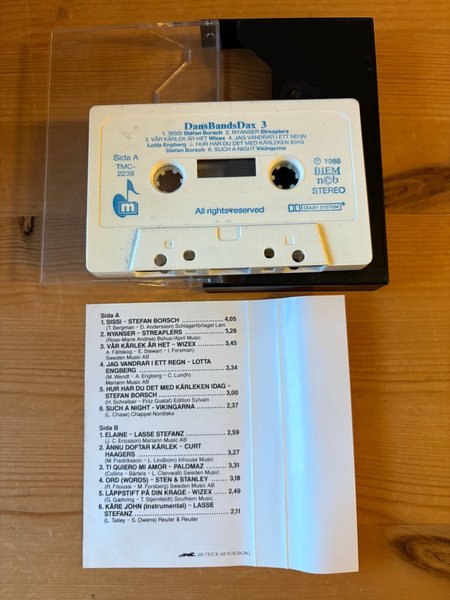 DansBandsDax 3
1. SISSI Stefan Borsch 2. NYANSER Streaplers
3. VÅR KÄRLEK ÄR HET Wizex 4. JAG VANDRAR I ETT REGN
Lotta Engberg 5. HUR HAR DU DET MED KÄRLEKEN IDAG
Stefan Borsch 6. SUCH A NIGHT Vikingarna
Sida A
TMC-
2238
m
℗ 1988
BIEM
n©b
STEREO
All rights reserved
DOLBY SYSTEM
Sida A
1. SISSI – STEFAN BORSCH 4,05
(T. Bergman – D. Andersson) Schlagerförlaget Lani
2. NYANSER – STREAPLERS 3,28
(Rose-Marie Andrea) Bohus/April Music
3. VÅR KÄRLEK ÄR HET – WIZEX 3,45
A. Fältskog – E. Stewart – I. Forsman)
Sweden Music AB
4. JAG VANDRAR I ETT REGN – LOTTA
ENGBERG 3,34
(M. Wendt – A. Engberg – C. Lundh)
Mariann Music AB
5. HUR HAR DU DET MED KÄRLEKEN IDAG –
STEFAN BORSCH 3,00
(H. Schreiber – Fritz Gustaf) Edition Sylvain
6. SUCH A NIGHT – VIKINGARNA 2,37
(L. Chase) Chappel Nordiska
Sida B
1. ELAINE – LASSE STEFANZ 2,59
(J. C. Ericsson) Mariann Music AB
2. ÄNNU DOFTAR KÄRLEK – CURT
HAAGERS 3,27
(M. Fredriksson – L. Lindbom) Inhouse Music
3. TI QUIERO MI AMOR – PALOMAZ 3,31
(Collins – Bärtels – L. Clerwall) Sweden Music AB
4. ORD (WORDS) – STEN & STANLEY 3,18
(R. Fitoussi – M. Forsberg) Sweden Music AB
5. LÄPPSTIFT PÅ DIN KRAGE – WIZEX 2,49
(G. Gæhring – T. Stjernfeldt) Southern Music
6. KÄRE JOHN (Instrumental) – LASSE
STEFANZ 2,11
(L. Talley – S. Owens) Reuter & Reuter
SIB-TRYCK AB NORSBORG